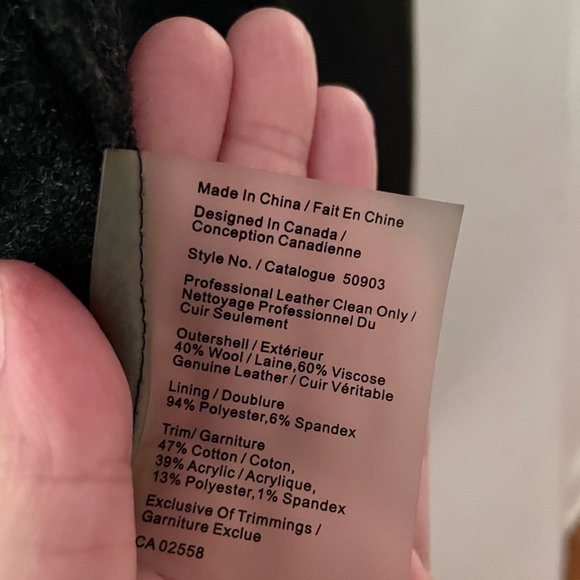 Made In China / Fait En Chine
Designed In Canada /
Conception Canadienne
Style No. / Catalogue 50903
Professional Leather Clean Only /
Nettoyage Professionnel Du
Cuir Seulement
Outershell / Extérieur
40% Wool / Laine,60% Viscose
Genuine Leather / Cuir Véritable
Lining / Doublure
94% Polyester,6% Spandex
Trim/ Garniture
47% Cotton / Coton,
39% Acrylic / Acrylique,
13% Polyester,1% Spandex
Exclusive Of Trimmings /
Garniture Exclue
CA 02558